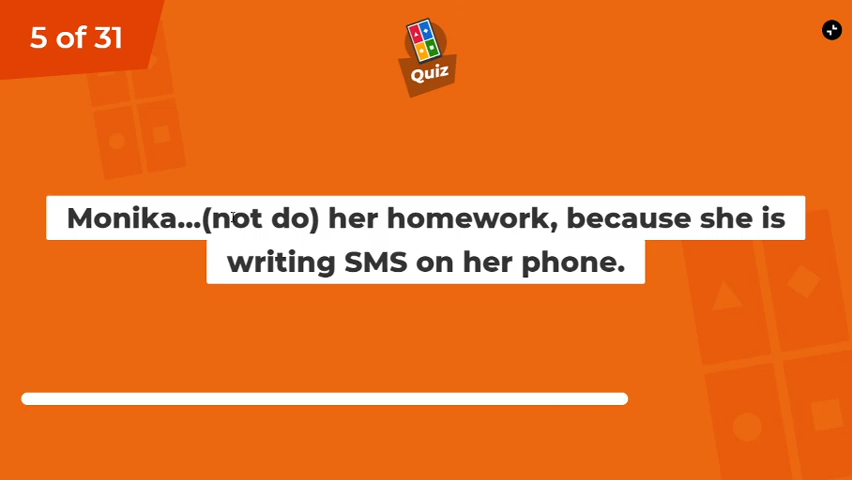 5 of 31
Quiz
Monika...(not do) her homework, because she is
writing SMS on her phone.